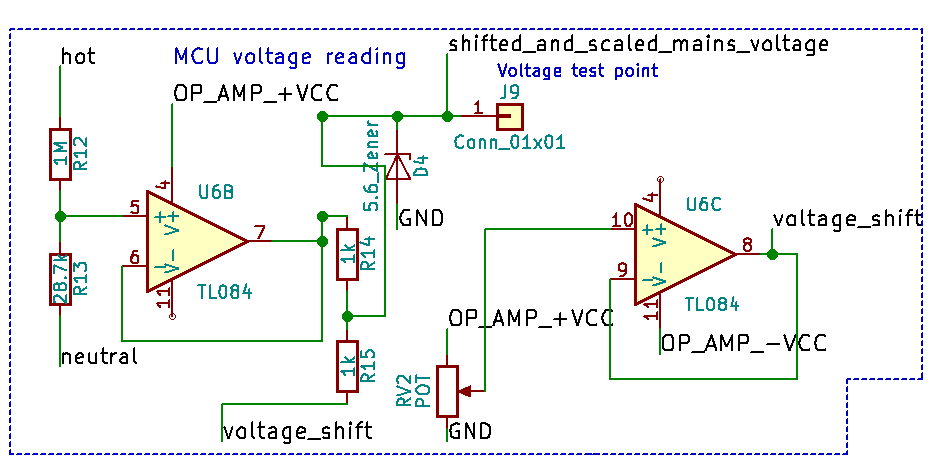 hot
MCU voltage reading
shifted_and_scaled_mains_voltage
Voltage test point
J9
1
Conn_01x01
OP_AMP_+VCC
1M
R12
4
U6B
5
+
V+
7
6
-
V-
TL084
11
28.7k
R13
neutral
5.6_Zener
D4
GND
1k
R14
1k
R15
voltage_shift
OP_AMP_+VCC
RV2
POT
GND
4
U6C
10
+
V+
8
voltage_shift
9
-
V-
TL084
11
OP_AMP_-VCC